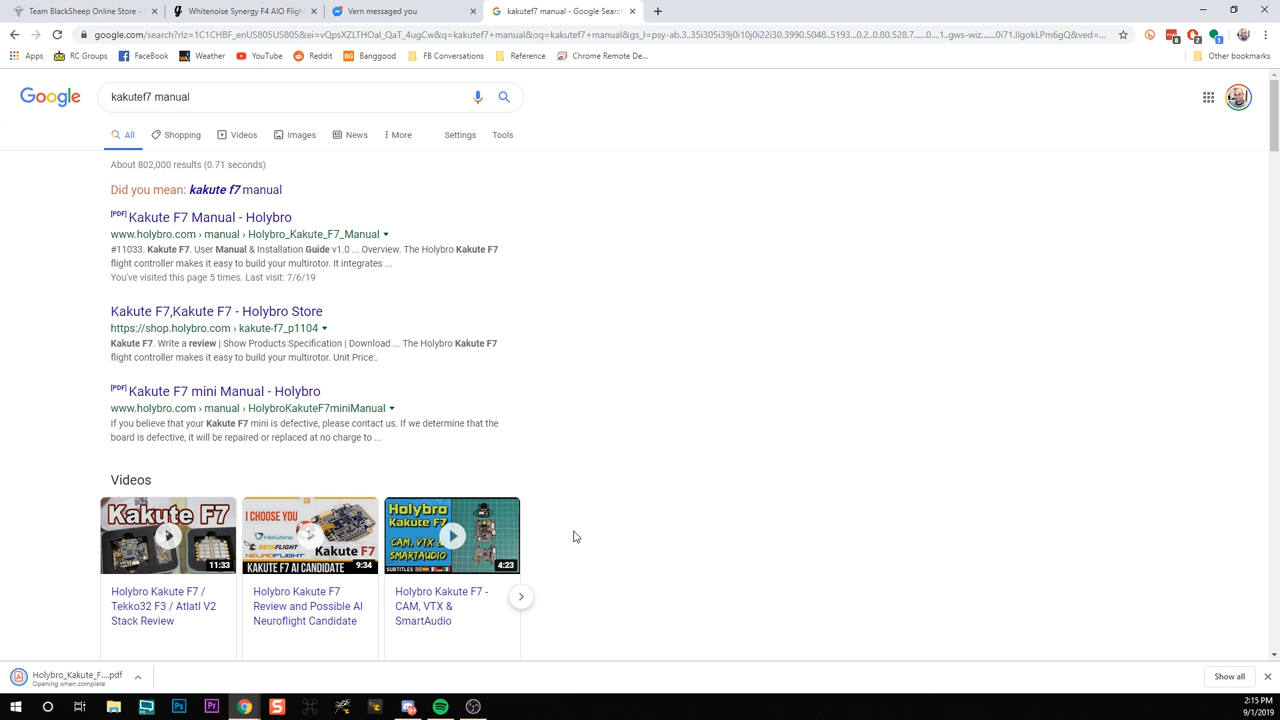 Team BlackSheep Online Store -
Whitenoise Synergy F4 AIO Flight
Vern messaged you
kakutef7 manual - Google Search
google.com/search?rlz=1C1CHBF_enUS805US805&ei=vQpsXZLTHOal_QaT_4ugCw&q=kakutef7+manual&oq=kakutef7+manual&gs_l=psy-ab.3..35i305i39j0i10j0i22i30.3990.5048..5193...0.2..0.80.528.7......0....1..gws-wiz.......0i71.IIgokLPm6gQ&ved=...
8
2
1
Apps
RC Groups
FaceBook
Weather
YouTube
Reddit
Banggood
FB Conversations
Reference
Chrome Remote De...
Other bookmarks
Google
kakutef7 manual
All
Shopping
Videos
Images
News
More
Settings
Tools
About 802,000 results (0.71 seconds)
Did you mean: kakute f7 manual
[PDF] Kakute F7 Manual - Holybro
www.holybro.com › manual › Holybro_Kakute_F7_Manual
#11033. Kakute F7. User Manual & Installation Guide v1.0 ... Overview. The Holybro Kakute F7
flight controller makes it easy to build your multirotor. It integrates ...
You've visited this page 5 times. Last visit: 7/6/19
Kakute F7,Kakute F7 - Holybro Store
https://shop.holybro.com › kakute-f7_p1104
Kakute F7. Write a review | Show Products Specification | Download ... The Holybro Kakute F7
flight controller makes it easy to build your multirotor. Unit Price:.
[PDF] Kakute F7 mini Manual - Holybro
www.holybro.com › manual › HolybroKakuteF7miniManual
If you believe that your Kakute F7 mini is defective, please contact us. If we determine that the
board is defective, it will be repaired or replaced at no charge to ...
Videos
Kakute F7
11:33
I CHOOSE YOU
Holybro
BETAFLIGHT
NEUROFLIGHT
Kakute F7
KAKUTE F7 AI CANDIDATE
9:34
Holybro
Kakute F7
CAM, VTX &
SMARTAUDIO
SUBTITLES
4:23
Holybro Kakute F7 /
Tekko32 F3 / Atlatl V2
Stack Review
Holybro Kakute F7
Review and Possible AI
Neuroflight Candidate
Holybro Kakute F7 -
CAM, VTX &
SmartAudio
Holybro_Kakute_F....pdf
Opening when complete
Show all
2:15 PM
9/1/2019